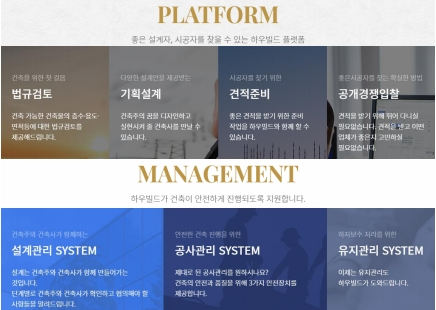 PLATFORM
좋은 설계자, 시공자를 찾을 수 있는 하우빌드 플랫폼
건축을 위한 첫 걸음
법규검토
건축 가능한 건축물의 층수·용도·
면적등에 대한 법규검토를
제공해드립니다.
다양한 설계안을 제공받는
기획설계
건축주의 꿈을 디자인하고
실현시켜 줄 건축사를 만날 수
있습니다.
시공자를 찾기 위한
견적준비
좋은 견적을 받기 위한 준비
작업을 하우빌드와 함께 할 수
있습니다.
좋은시공자를 찾는 확실한 방법
공개경쟁입찰
견적을 받기 위해 뛰어 다니실
필요없습니다. 견적을 낸고 이떤
업체가 좋은지 고민하실
필요없습니다.
MANAGEMENT
하우빌드가 건축이 안전하게 진행되도록 지원합니다.
건축주와 건축사가 함께하는
설계관리 SYSTEM
설계는 건축주와 건축사가 함께 만들어가는
것입니다.
단계별로 건축주와 건축사가 확인하고 협의해야 할
사항들을 알려드립니다.
안전한 건축 진행을 위한
공사관리 SYSTEM
제대로 된 공사관리를 원하시나요?
건축의 안전과 품질을 위해 3가지 안전장치를
제공합니다.
하자보수 처리를 위한
유지관리 SYSTEM
이제는 유지관리도
하우빌드가 도와드립니다.